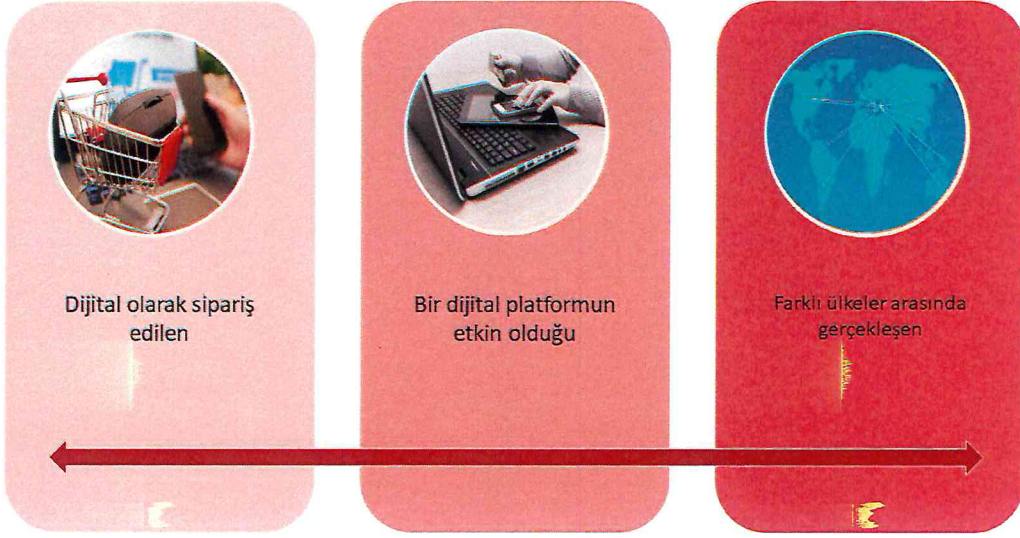 Dijital olarak sipariş
edilen
Bir dijital platformun
etkin olduğu
Farklı ülkeler arasında
gerçekleşen